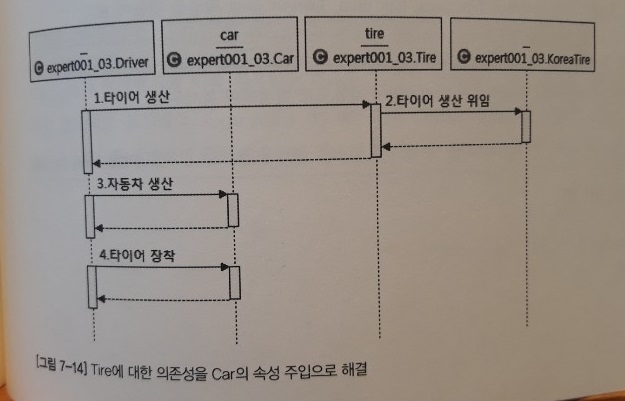 car
tire
C expert001_03.Driver
C expert001_03.Car
C expert001_03.Tire
C expert001_03.KoreaTire
1.타이어 생산
2.타이어 생산 위임
3.자동차 생산
4.타이어 장착
[그림 7-14] Tire에 대한 의존성을 Car의 속성 주입으로 해결